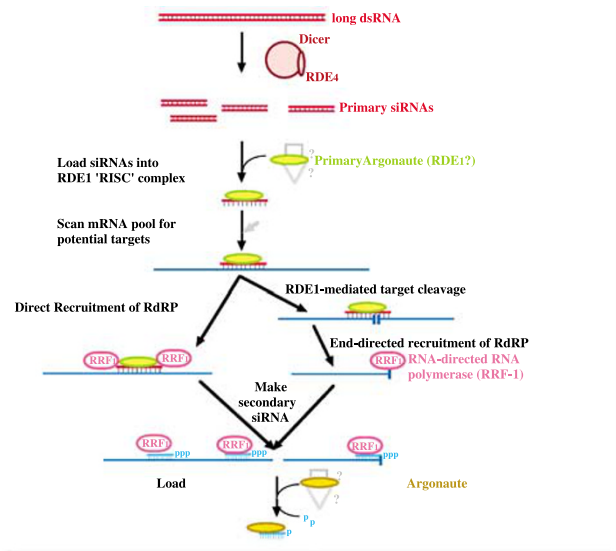 long dsRNA
Dicer
RDE4
Primary siRNAs
Load siRNAs into
RDE1 'RISC' complex
?
PrimaryArgonaute (RDE1?)
?
Scan mRNA pool for
potential targets
RDE1-mediated target cleavage
Direct Recruitment of RdRP
End-directed recruitment of RdRP
RRF1
RRF1
RRF1
RNA-directed RNA
polymerase (RRF-1)
Make
secondary
siRNA
RRF1
ppp
RRF1
ppp
RRF1
ppp
Load
?
Argonaute
?
p
p
p